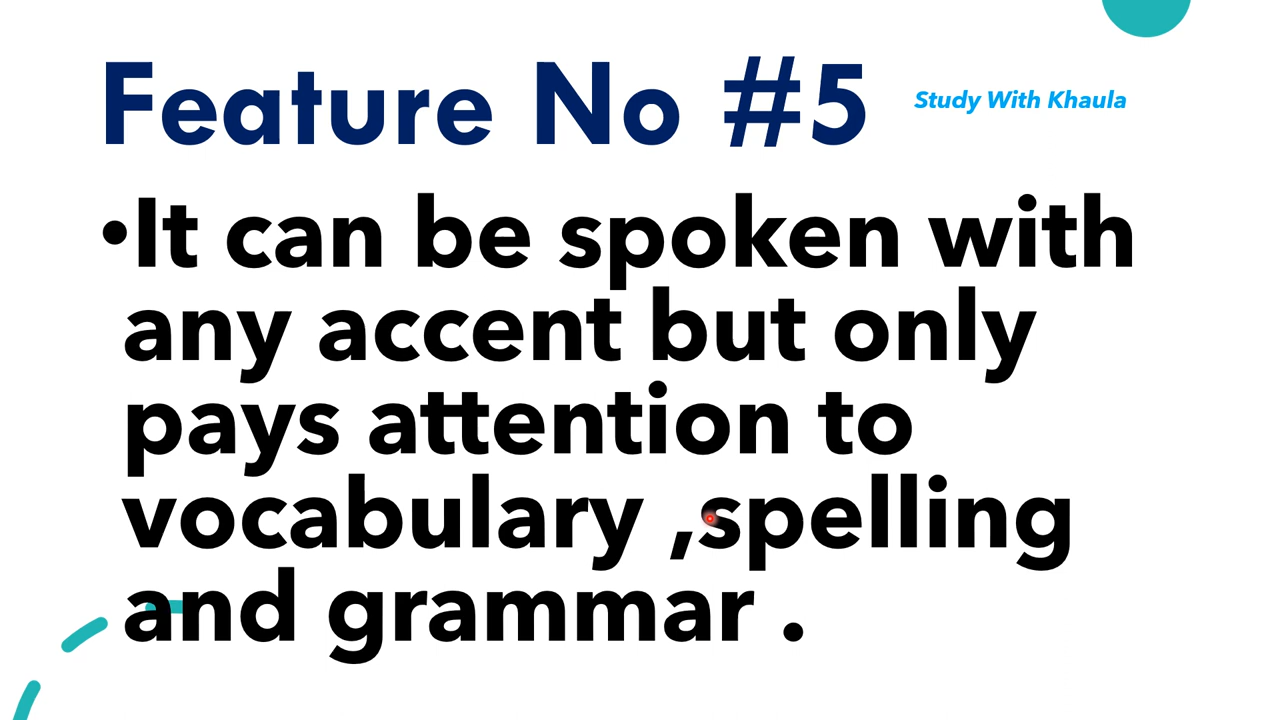 Feature No #5
Study With Khaula
•It can be spoken with
any accent but only
pays attention to
vocabulary ,spelling
and grammar .